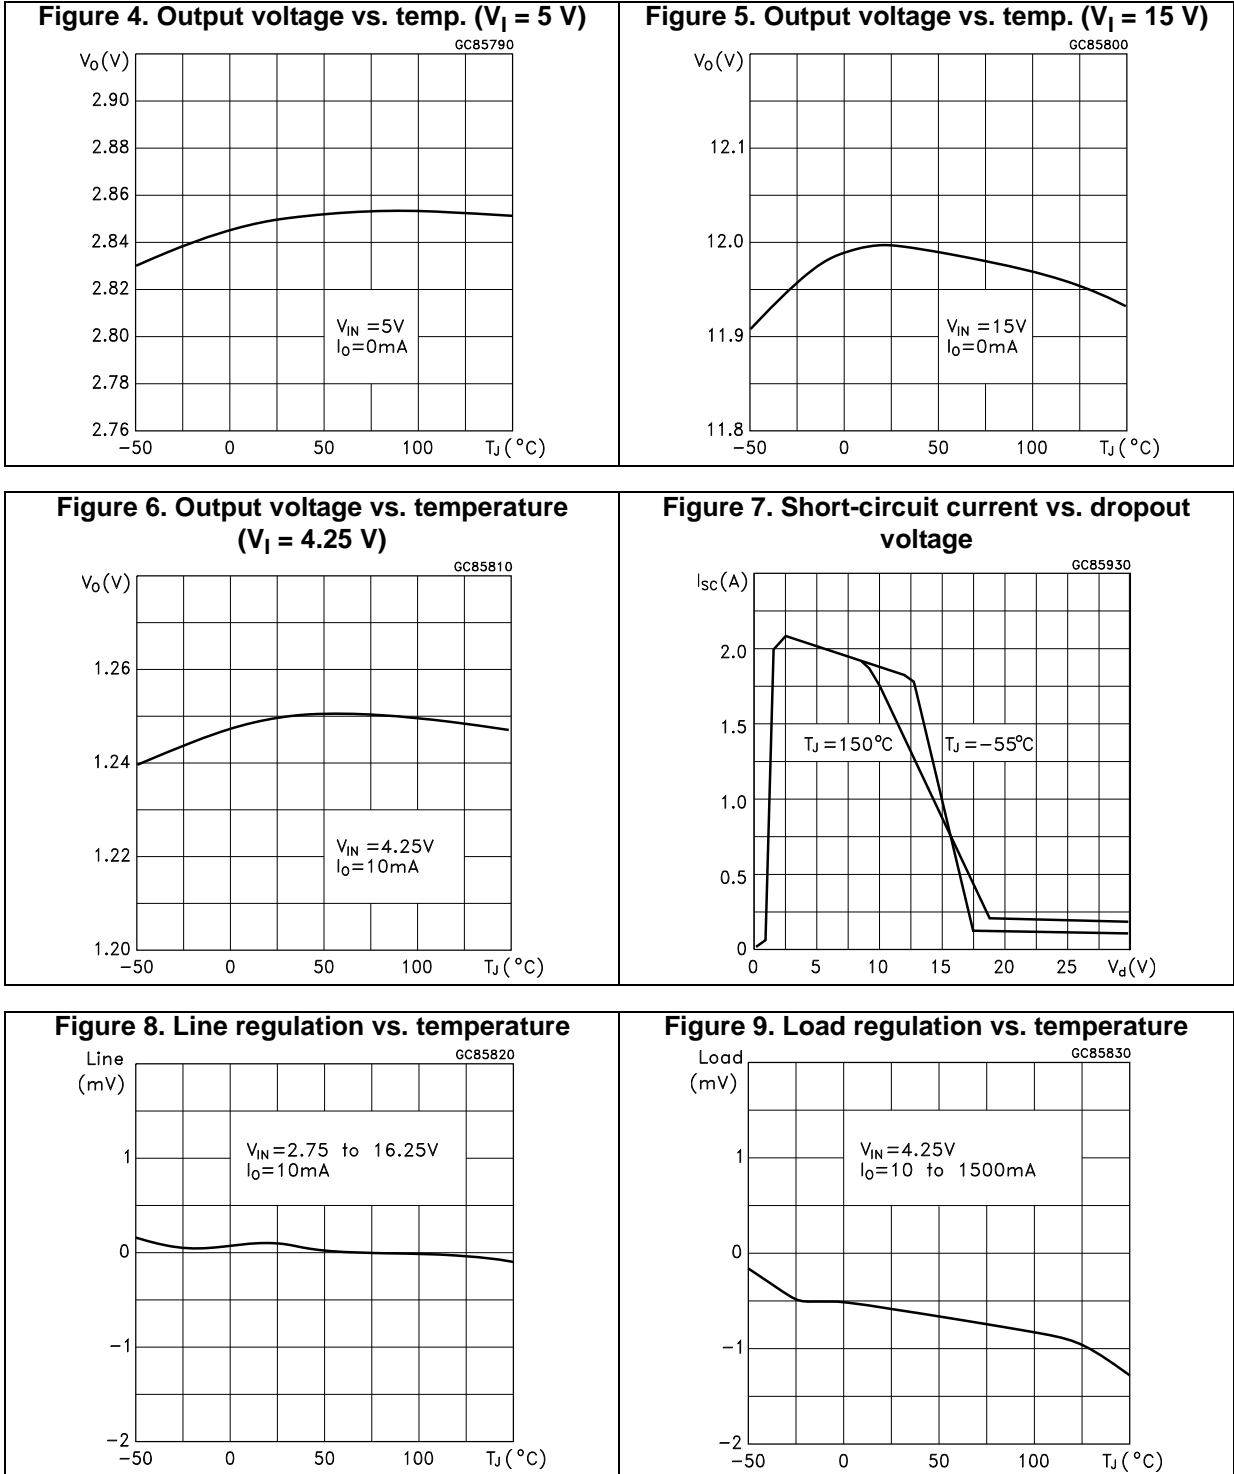 Figure 4. Output voltage vs. temp. (VI = 5 V)
GC85790
VO(V)
2.90
2.88
2.86
2.84
2.82
2.80
2.78
2.76
VIN =5V
IO=0mA
-50 0 50 100 TJ(°C)
Figure 5. Output voltage vs. temp. (VI = 15 V)
GC85800
VO(V)
12.1
12.0
11.9
11.8
VIN =15V
IO=0mA
-50 0 50 100 TJ(°C)
Figure 6. Output voltage vs. temperature
(VI = 4.25 V)
GC85810
VO(V)
1.26
1.24
1.22
1.20
VIN =4.25V
IO=10mA
-50 0 50 100 TJ(°C)
Figure 7. Short-circuit current vs. dropout
voltage
GC85930
ISC(A)
2.0
1.5
1.0
0.5
0
TJ=150°C TJ=-55°C
0 5 10 15 20 25 Vd(V)
Figure 8. Line regulation vs. temperature
GC85820
Line
(mV)
1
0
-1
-2
VIN=2.75 to 16.25V
IO=10mA
-50 0 50 100 TJ(°C)
Figure 9. Load regulation vs. temperature
GC85830
Load
(mV)
1
0
-1
-2
VIN=4.25V
IO=10 to 1500mA
-50 0 50 100 TJ(°C)